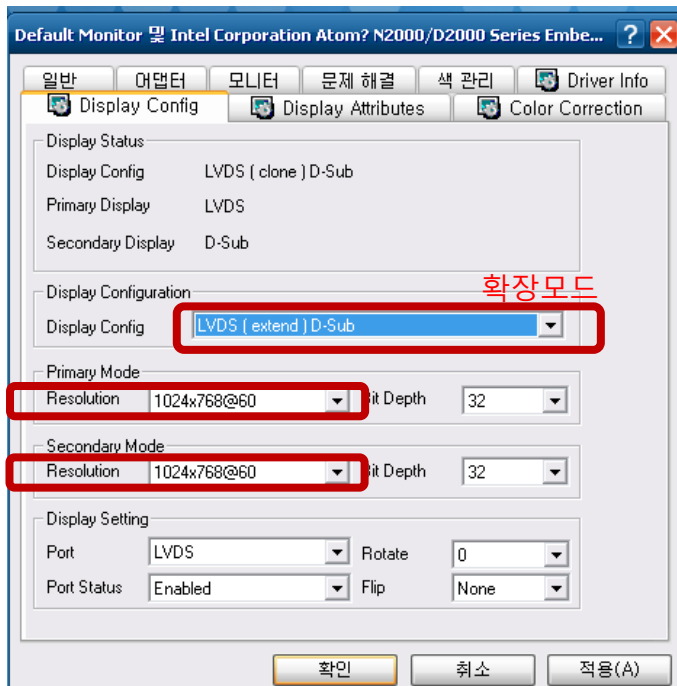 Default Monitor 및 Intel Corporation Atom? N2000/D2000 Series Embe...
일반 어댑터 모니터 문제 해결 색 관리 Driver Info
Display Config Display Attributes Color Correction
Display Status
Display Config LVDS ( clone ) D-Sub
Primary Display LVDS
Secondary Display D-Sub
확장모드
Display Configuration
Display Config LVDS ( extend ) D-Sub
Primary Mode
Resolution 1024x768@60 Bit Depth 32
Secondary Mode
Resolution 1024x768@60 Bit Depth 32
Display Setting
Port LVDS Rotate 0
Port Status Enabled Flip None
확인 취소 적용(A)